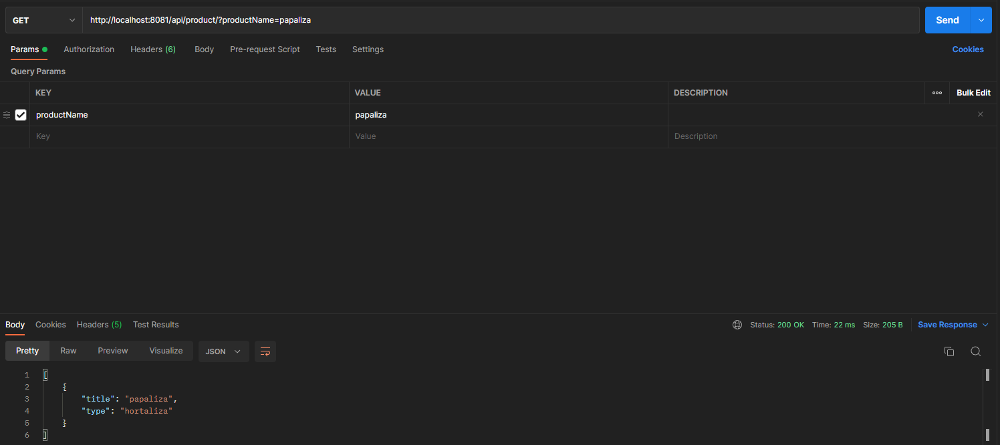 GET http://localhost:8081/api/product/?productName=papaliza Send
Params Authorization Headers (6) Body Pre-request Script Tests Settings Cookies
Query Params
KEY VALUE DESCRIPTION ooo Bulk Edit
productName papaliza
Key Value Description
Body Cookies Headers (5) Test Results Status: 200 OK Time: 22 ms Size: 205 B Save Response
Pretty Raw Preview Visualize JSON
1 [
2 {
3 "title": "papaliza",
4 "type": "hortaliza"
5 }
6 ]